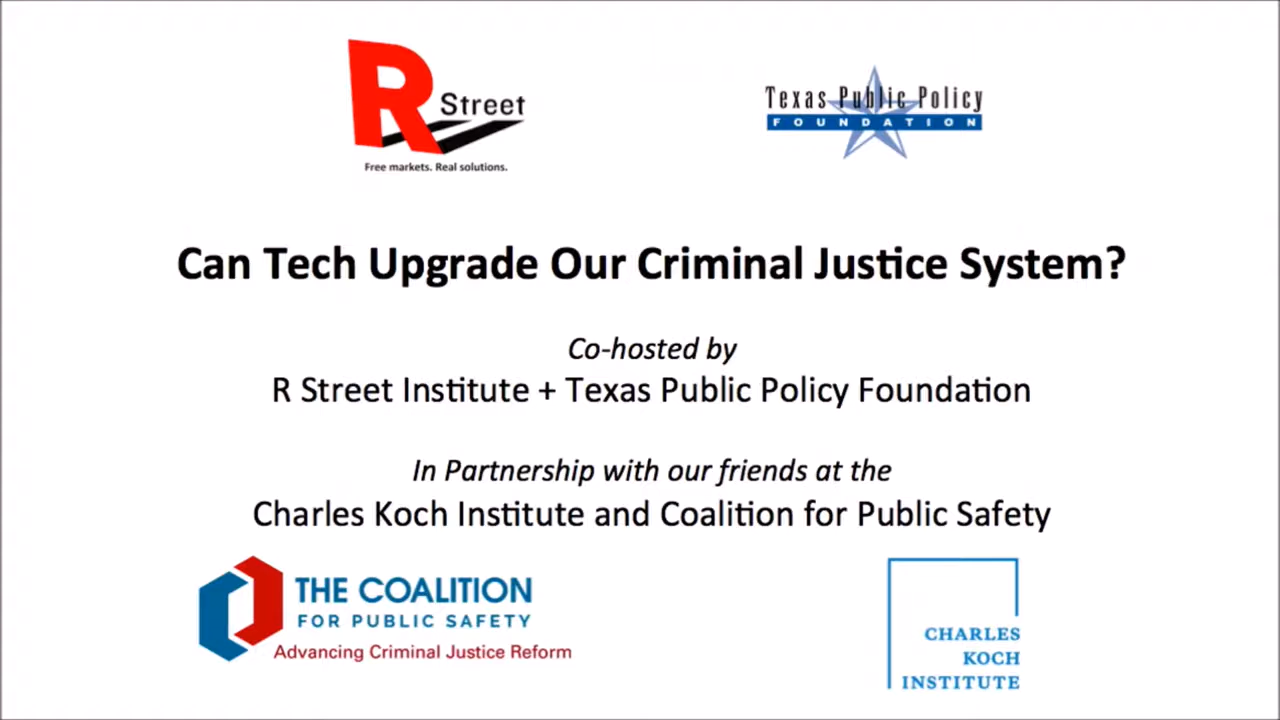 R Street
Free markets. Real solutions.
Texas Public Policy
FOUNDATION
Can Tech Upgrade Our Criminal Justice System?
Co-hosted by
R Street Institute + Texas Public Policy Foundation
In Partnership with our friends at the
Charles Koch Institute and Coalition for Public Safety
THE COALITION
FOR PUBLIC SAFETY
Advancing Criminal Justice Reform
CHARLES
KOCH
INSTITUTE